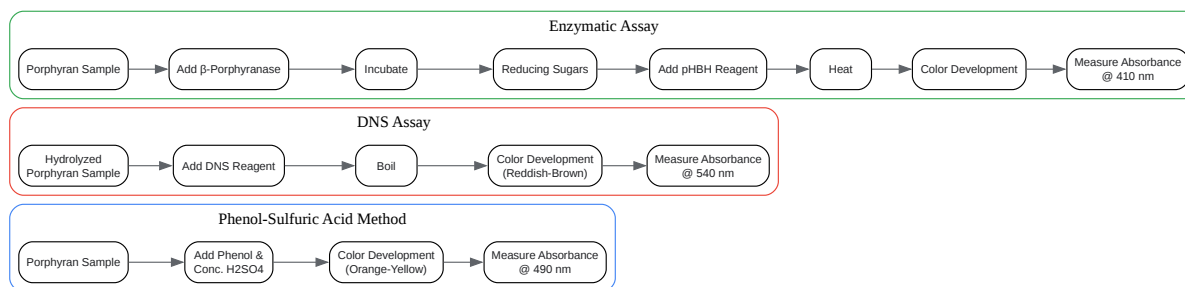 Enzymatic Assay
Porphyran Sample
Add β-Porphyranase
Incubate
Reducing Sugars
Add pHBH Reagent
Heat
Color Development
Measure Absorbance
@ 410 nm
DNS Assay
Hydrolyzed
Porphyran Sample
Add DNS Reagent
Boil
Color Development
(Reddish-Brown)
Measure Absorbance
@ 540 nm
Phenol-Sulfuric Acid Method
Porphyran Sample
Add Phenol &
Conc. H2SO4
Color Development
(Orange-Yellow)
Measure Absorbance
@ 490 nm